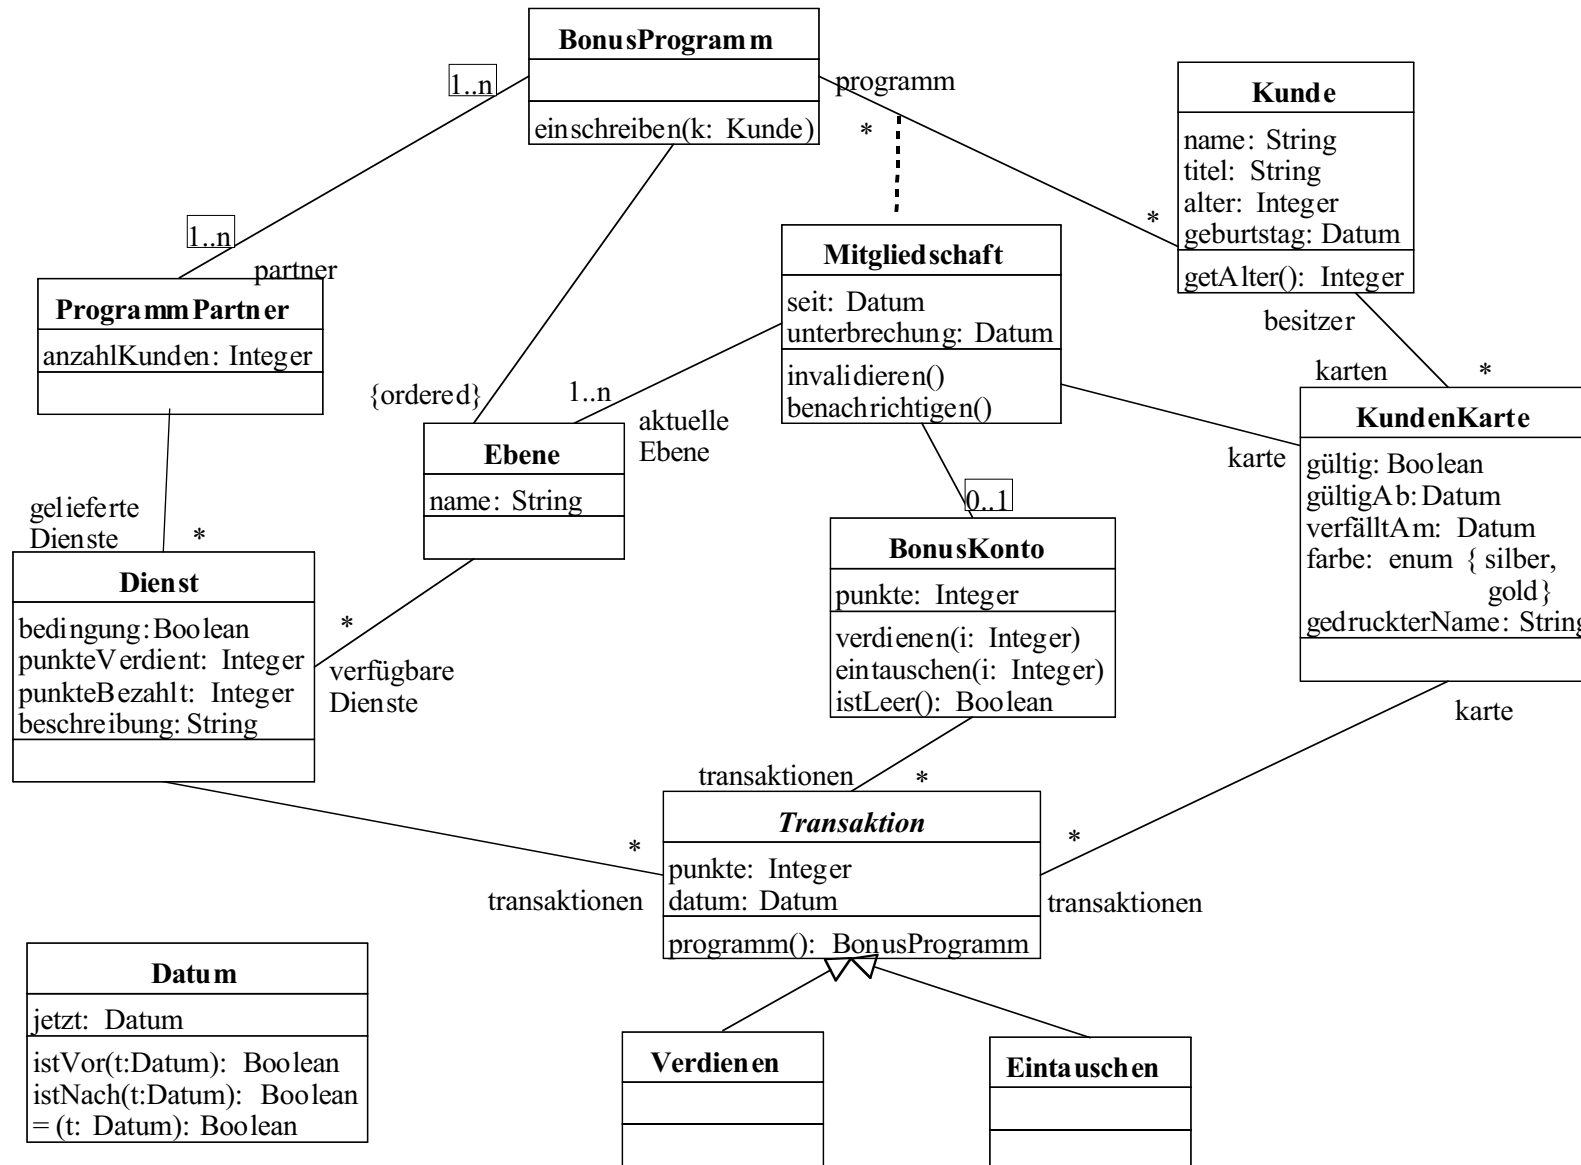 BonusProgramm
einschreiben(k: Kunde)
1..n
programm
*
Kunde
name: String
titel: String
alter: Integer
geburtstag: Datum
getAlter(): Integer
*
1..n
partner
ProgrammPartner
anzahlKunden: Integer
Mitgliedschaft
seit: Datum
unterbrechung: Datum
invalidieren()
benachrichtigen()
besitzer
karten
*
{ordered}
1..n
aktuelle
Ebene
Ebene
name: String
karte
KundenKarte
gültig: Boolean
gültigAb: Datum
verfälltAm: Datum
farbe: enum { silber,
gold}
gedruckterName: String
0..1
BonusKonto
punkte: Integer
verdienen(i: Integer)
eintauschen(i: Integer)
istLeer(): Boolean
gelieferte
Dienste
*
Dienst
bedingung: Boolean
punkteVerdient: Integer
punkteBezahlt: Integer
beschreibung: String
*
verfügbare
Dienste
karte
transaktionen
*
Transaktion
punkte: Integer
datum: Datum
programm(): BonusProgramm
*
transaktionen
*
transaktionen
Datum
jetzt: Datum
istVor(t:Datum): Boolean
istNach(t:Datum): Boolean
= (t: Datum): Boolean
Verdienen
Eintauschen